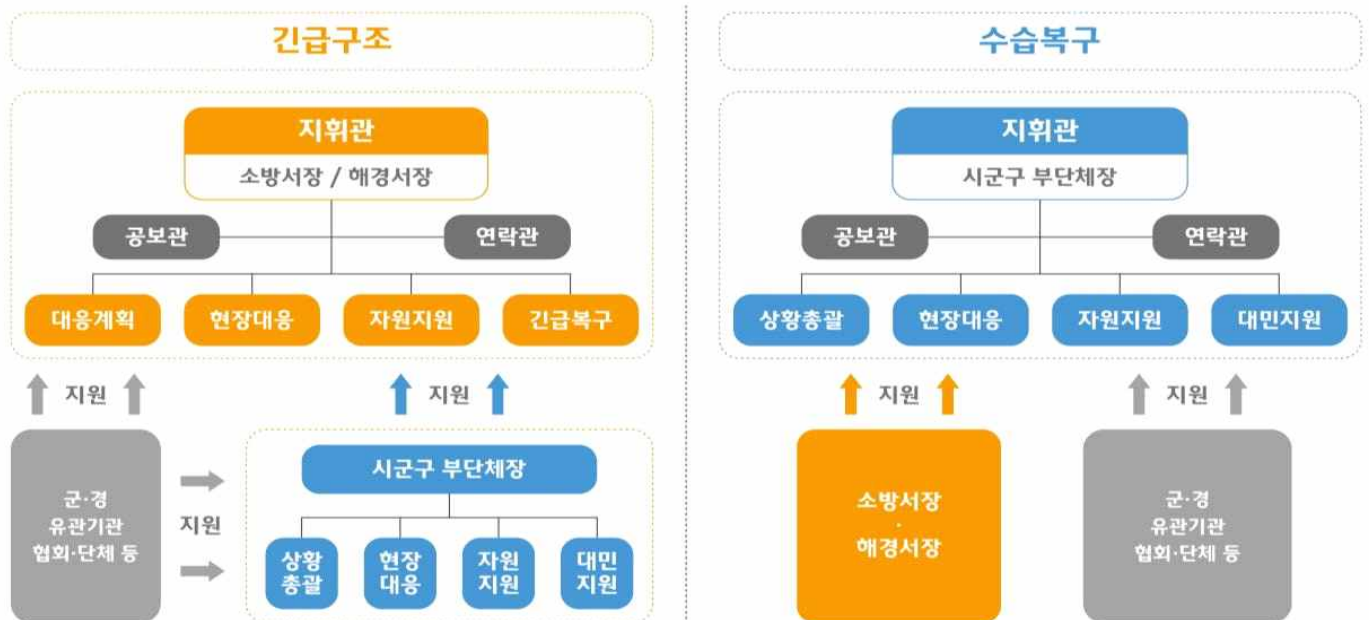 긴급구조
지휘관
소방서장 / 해경서장
공보관
연락관
대응계획
현장대응
자원지원
긴급복구
지원
지원
군·경
유관기관
협회·단체 등
지원
시군구 부단체장
상황
총괄
현장
대응
자원
지원
대민
지원
수습복구
지휘관
시군구 부단체장
공보관
연락관
상황총괄
현장대응
자원지원
대민지원
지원
지원
소방서장
·
해경서장
군·경
유관기관
협회·단체 등